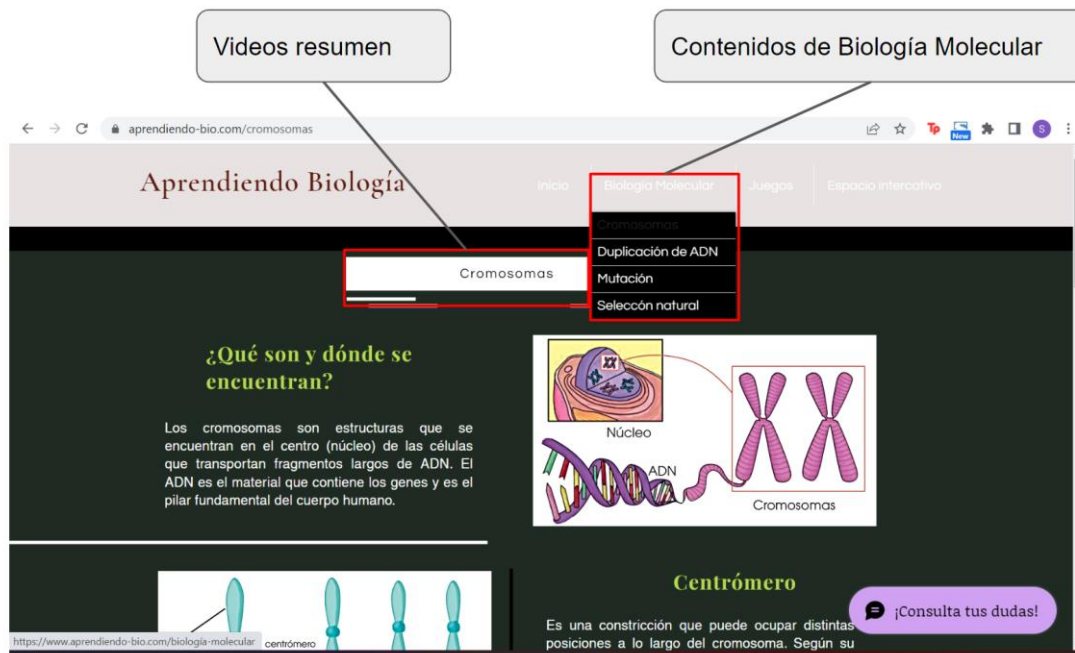 Videos resumen
Contenidos de Biología Molecular
aprendiendo-bio.com/cromosomas
Tp
New
S
Aprendiendo Biología
Inicio
Biología Molecular
Juegos
Espacio intercativo
Cromosomas
Duplicación de ADN
Mutación
Seleccón natural
Cromosomas
¿Qué son y dónde se
encuentran?
Los cromosomas son estructuras que se
encuentran en el centro (núcleo) de las células
que transportan fragmentos largos de ADN. El
ADN es el material que contiene los genes y es el
pilar fundamental del cuerpo humano.
Núcleo
ADN
Cromosomas
centrómero
Centrómero
Es una constricción que puede ocupar distintas
posiciones a lo largo del cromosoma. Según su
¡Consulta tus dudas!
https://www.aprendiendo-bio.com/biología-molecular